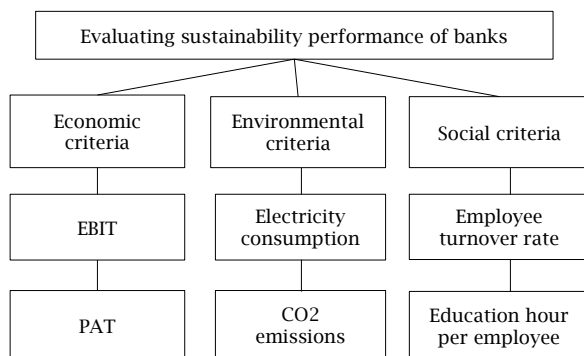 Evaluating sustainability performance of banks
Economic
criteria
Environmental
criteria
Social criteria
EBIT
Electricity
consumption
Employee
turnover rate
PAT
CO2
emissions
Education hour
per employee